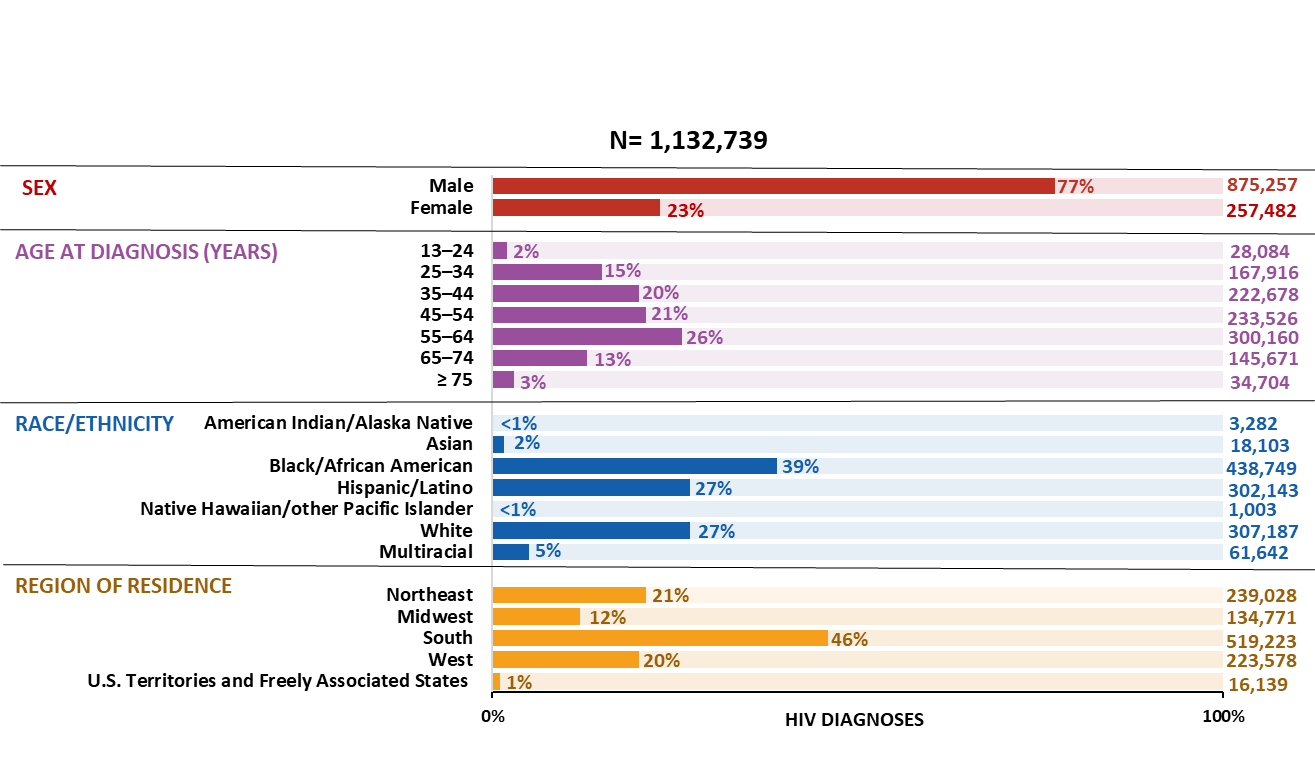 N= 1,132,739
SEX
Male 77% 875,257
Female 23% 257,482
AGE AT DIAGNOSIS (YEARS)
13–24 2% 28,084
25–34 15% 167,916
35–44 20% 222,678
45–54 21% 233,526
55–64 26% 300,160
65–74 13% 145,671
≥ 75 3% 34,704
RACE/ETHNICITY
American Indian/Alaska Native <1% 3,282
Asian 2% 18,103
Black/African American 39% 438,749
Hispanic/Latino 27% 302,143
Native Hawaiian/other Pacific Islander <1% 1,003
White 27% 307,187
Multiracial 5% 61,642
REGION OF RESIDENCE
Northeast 21% 239,028
Midwest 12% 134,771
South 46% 519,223
West 20% 223,578
U.S. Territories and Freely Associated States 1% 16,139
0% HIV DIAGNOSES 100%